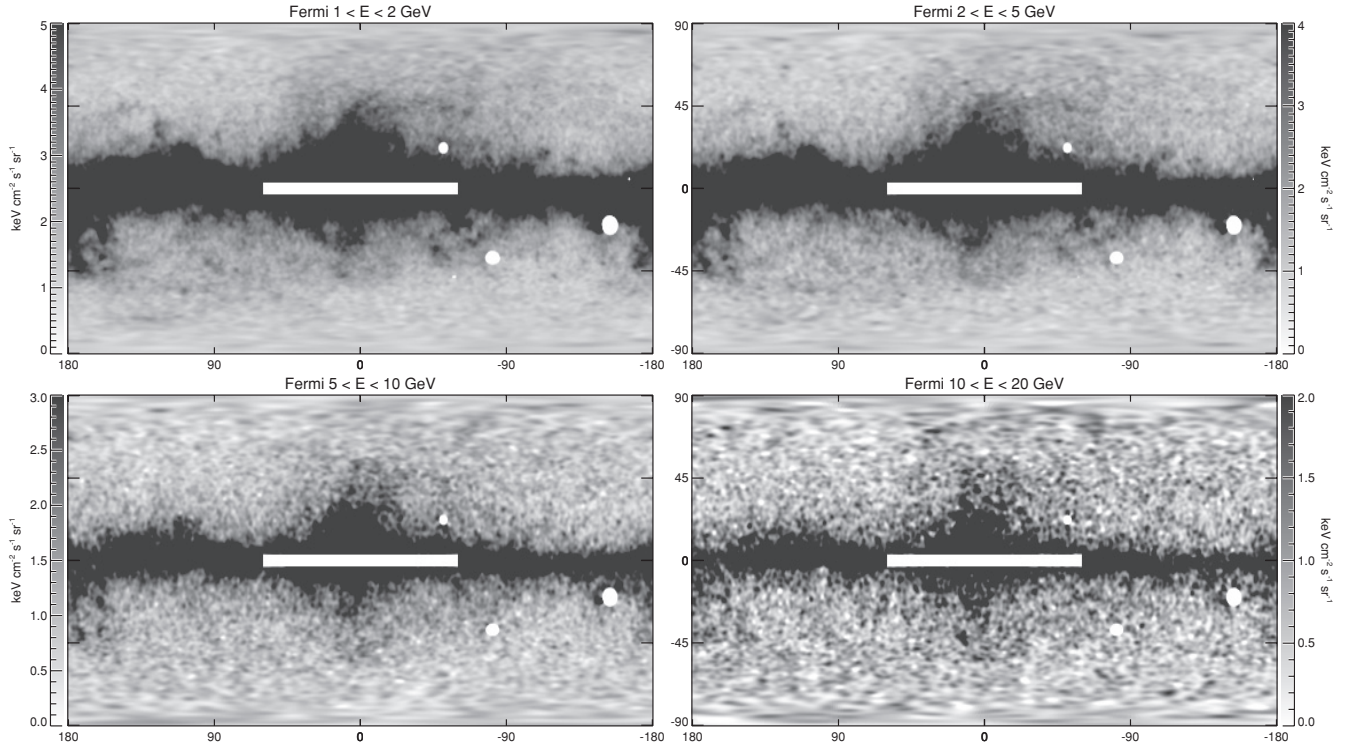 Fermi 1 < E < 2 GeV
Fermi 2 < E < 5 GeV
5
4
3
2
1
0
keV cm⁻² s⁻¹ sr⁻¹
180 90 0 -90 -180
90
45
0
-45
-90
180 90 0 -90 -180
4
3
2
1
0
keV cm⁻² s⁻¹ sr⁻¹
Fermi 5 < E < 10 GeV
Fermi 10 < E < 20 GeV
3.0
2.5
2.0
1.5
1.0
0.5
0.0
keV cm⁻² s⁻¹ sr⁻¹
180 90 0 -90 -180
90
45
0
-45
-90
180 90 0 -90 -180
2.0
1.5
1.0
0.5
0.0
keV cm⁻² s⁻¹ sr⁻¹